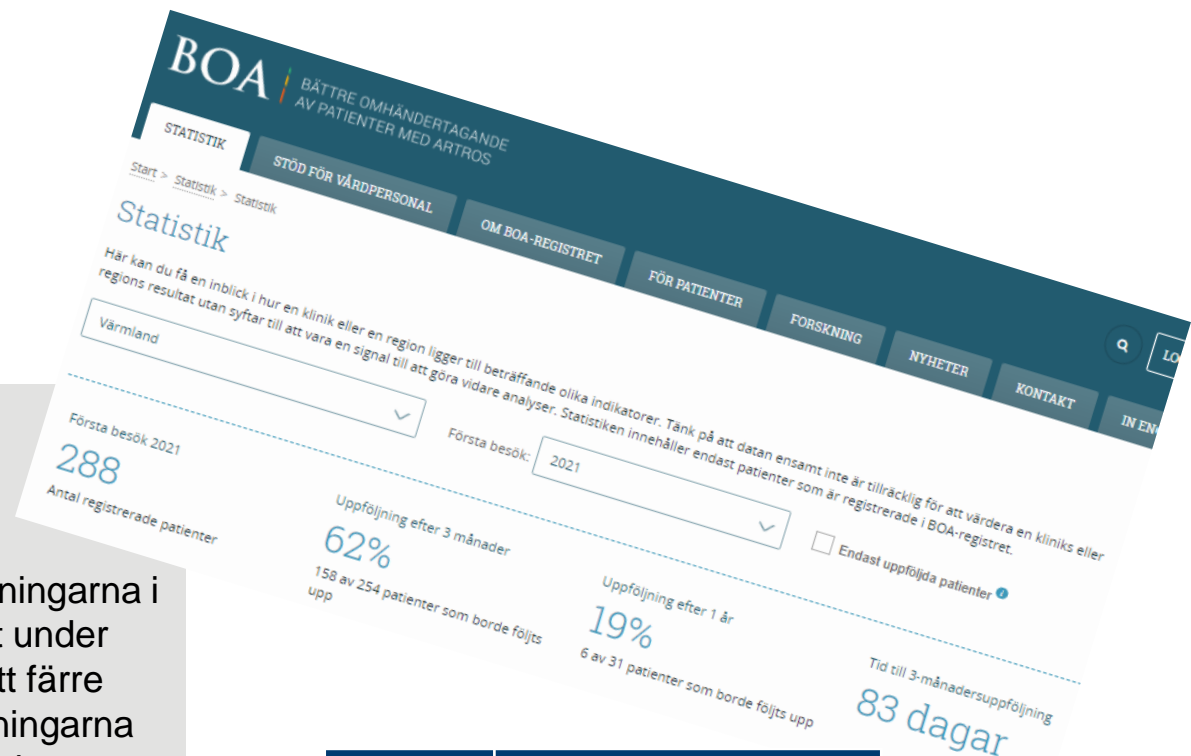 BOA
BÄTTRE OMHÄNDERTAGANDE
AV PATIENTER MED ARTROS
STATISTIK
STÖD FÖR VÅRDPERSONAL
OM BOA-REGISTRET
FÖR PATIENTER
FORSKNING
NYHETER
KONTAKT
Start > Statistik > Statistik
Statistik
Här kan du få en inblick i hur en klinik eller en region ligger till beträffande olika indikatorer. Tänk på att datan ensamt inte är tillräcklig för att värdera en kliniks eller
regions resultat utan syftar till att vara en signal till att göra vidare analyser. Statistiken innehåller endast patienter som är registrerade i BOA-registret.
Värmland
Första besök:
2021
Endast uppföljda patienter
Första besök 2021
288
Antal registrerade patienter
Uppföljning efter 3 månader
62%
158 av 254 patienter som borde följts
upp
Uppföljning efter 1 år
19%
6 av 31 patienter som borde följts upp
Tid till 3-månadersuppföljning
83 dagar
ningarna i
t under
tt färre
ningarna